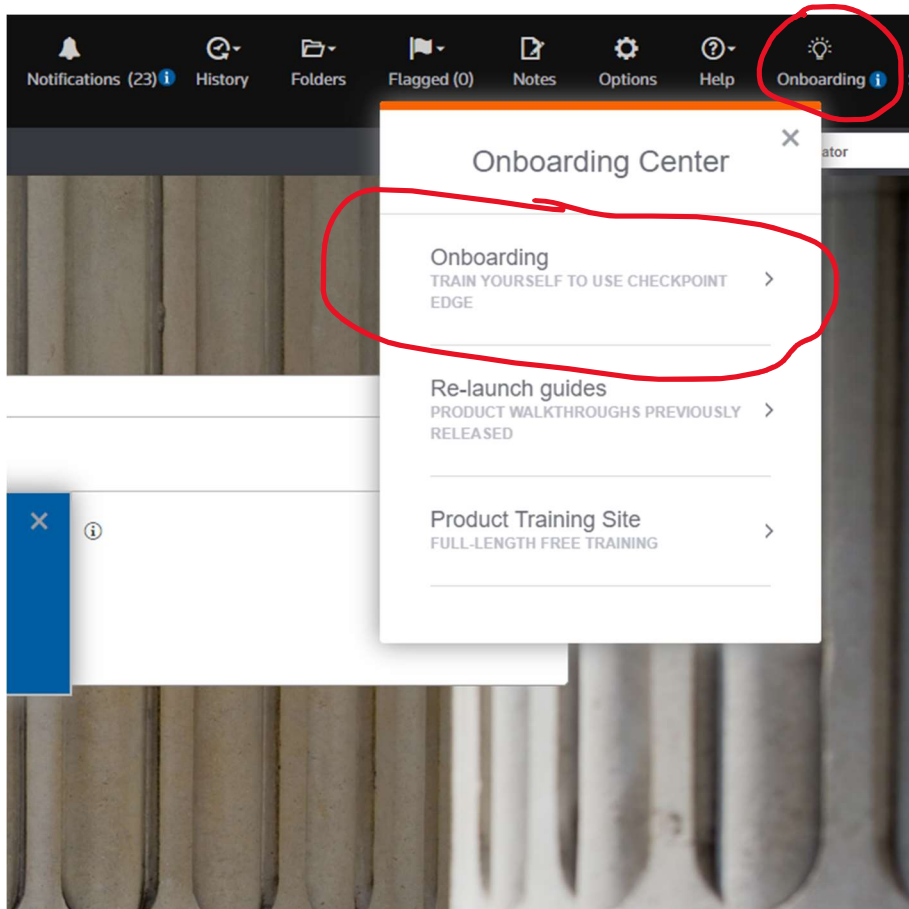 Notifications (23) History Folders Flagged (0) Notes Options Help Onboarding
ator
Onboarding Center
Onboarding
TRAIN YOURSELF TO USE CHECKPOINT
EDGE
Re-launch guides
PRODUCT WALKTHROUGHS PREVIOUSLY
RELEASED
Product Training Site
FULL-LENGTH FREE TRAINING